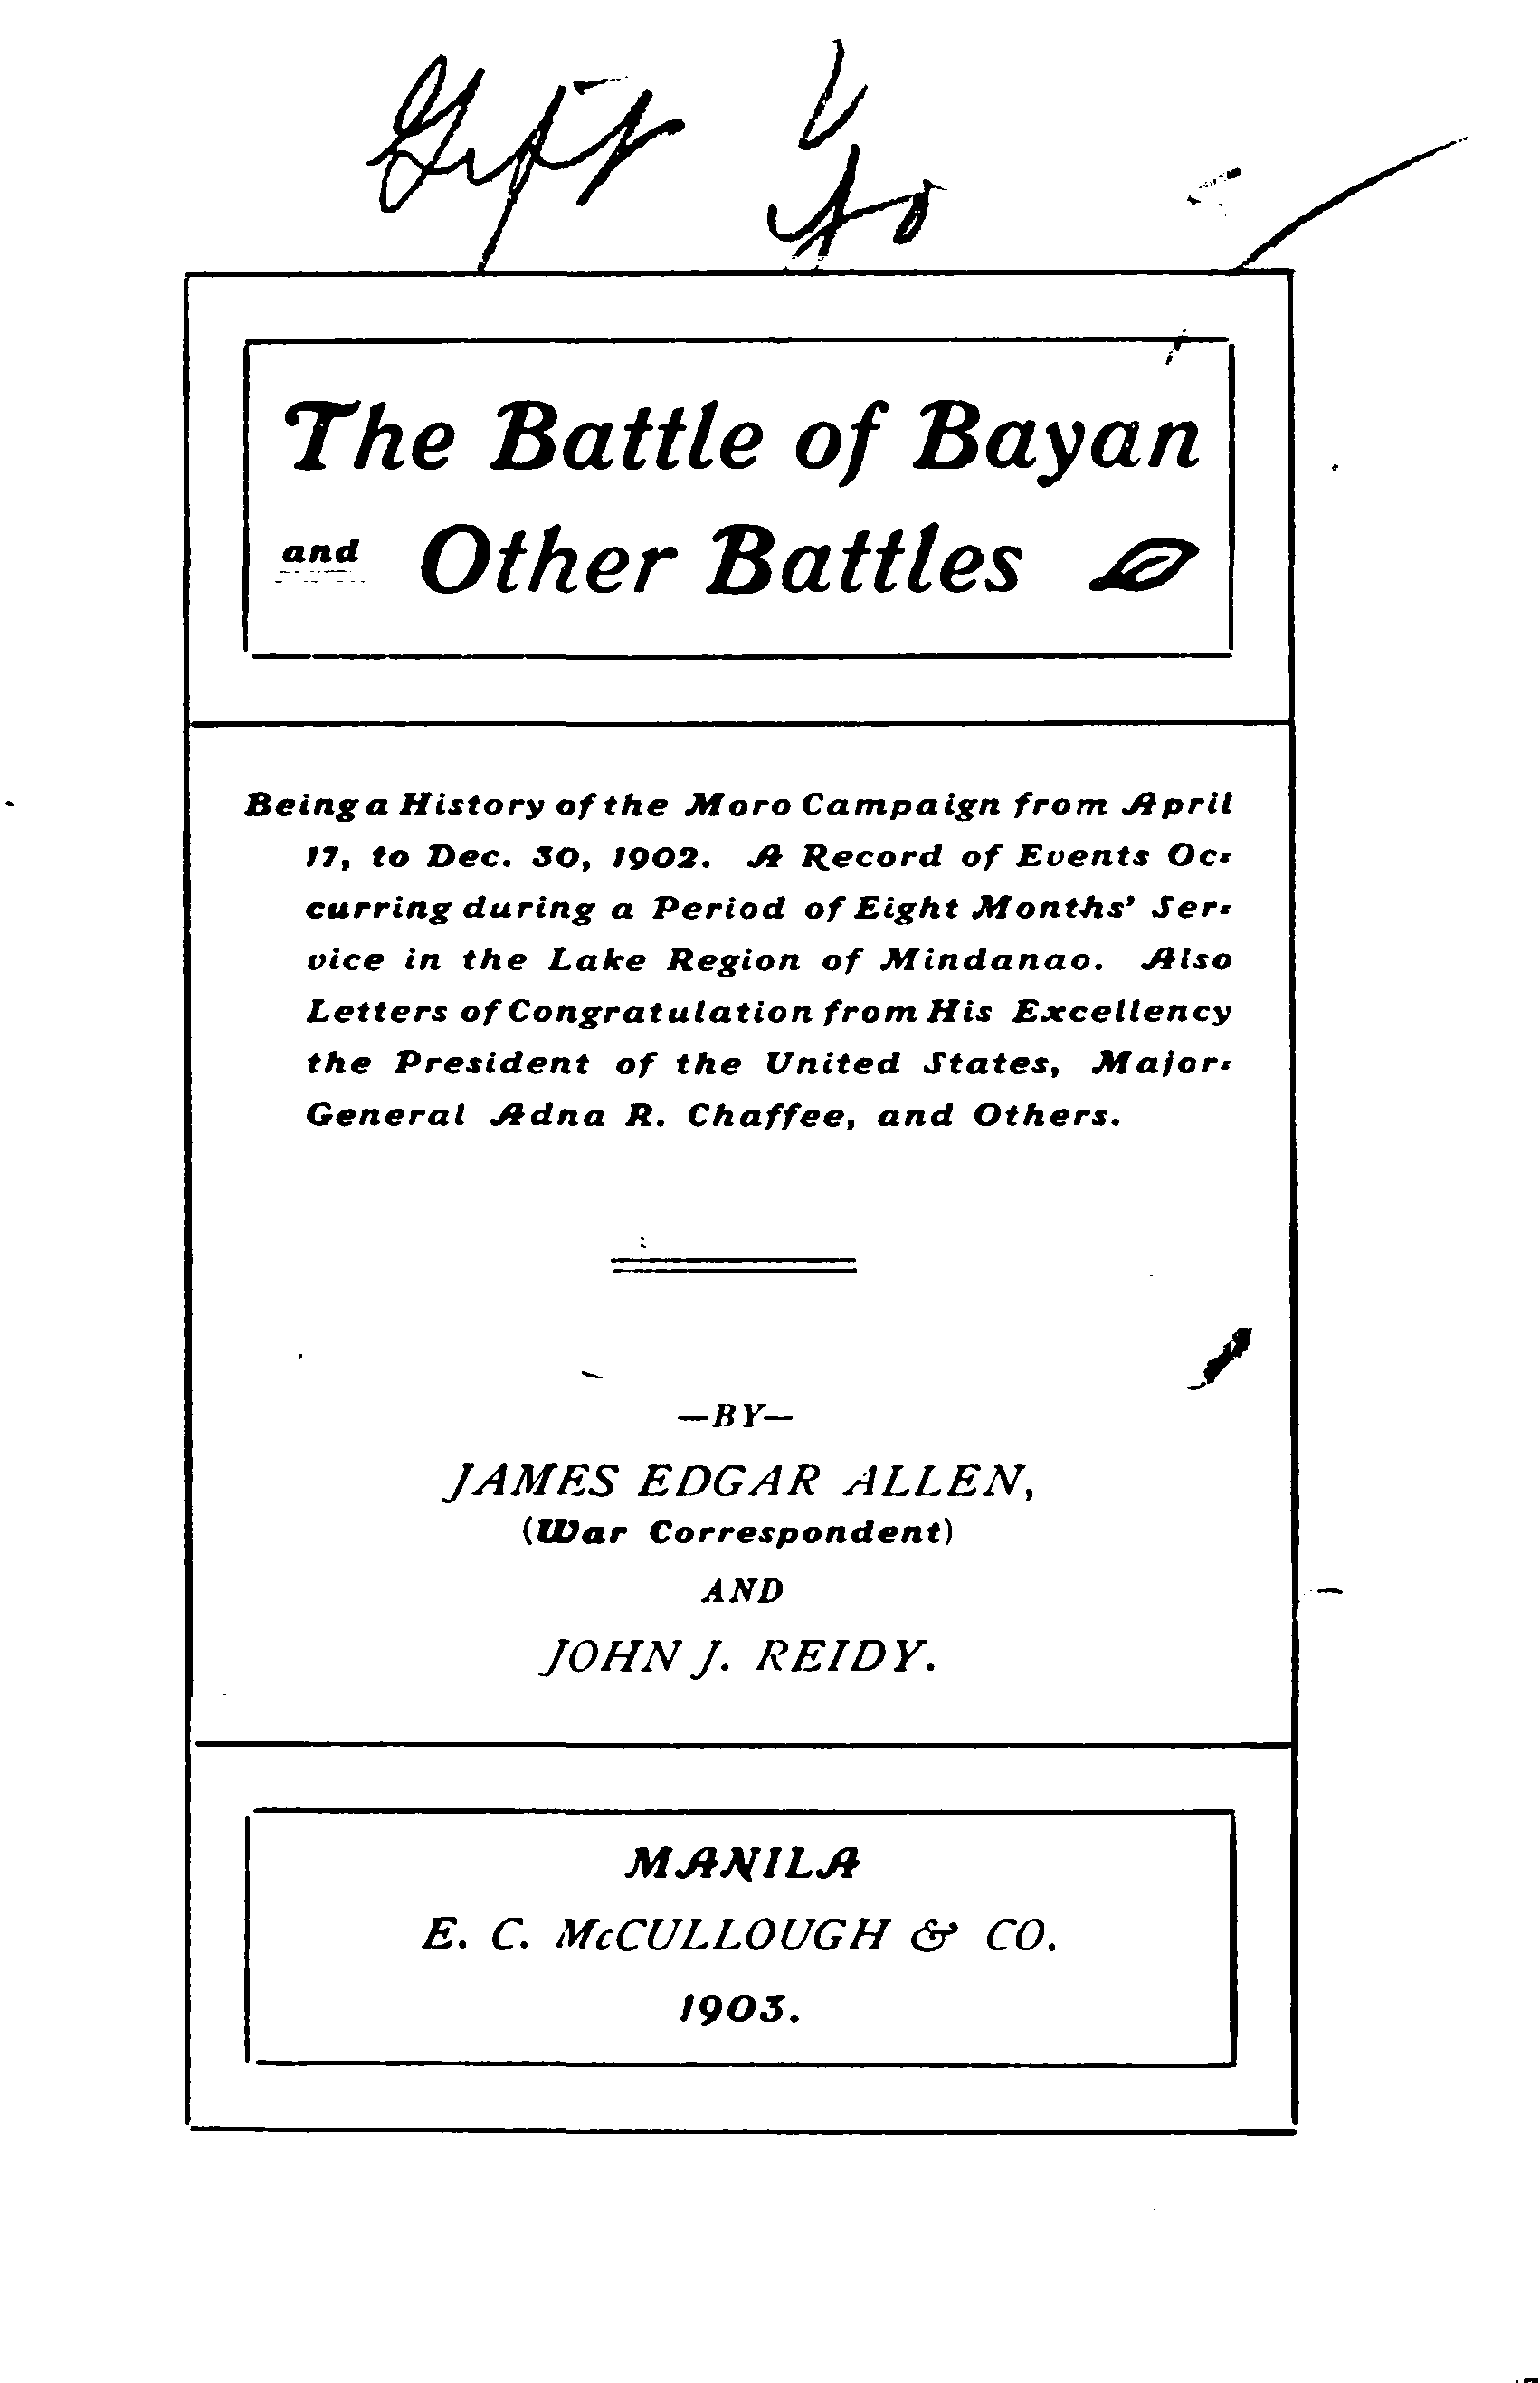 Gift
The Battle of Bayan
and Other Battles
Being a History of the Moro Campaign from April
17, to Dec. 30, 1902. A Record of Events Oc-
curring during a Period of Eight Months' Ser-
vice in the Lake Region of Mindanao. Also
Letters of Congratulation from His Excellency
the President of the United States, Major-
General Adna R. Chaffee, and Others.
—BY—
JAMES EDGAR ALLEN,
(War Correspondent)
AND
JOHN J. REIDY.
MANILA
E. C. McCULLOUGH & CO.
1903.